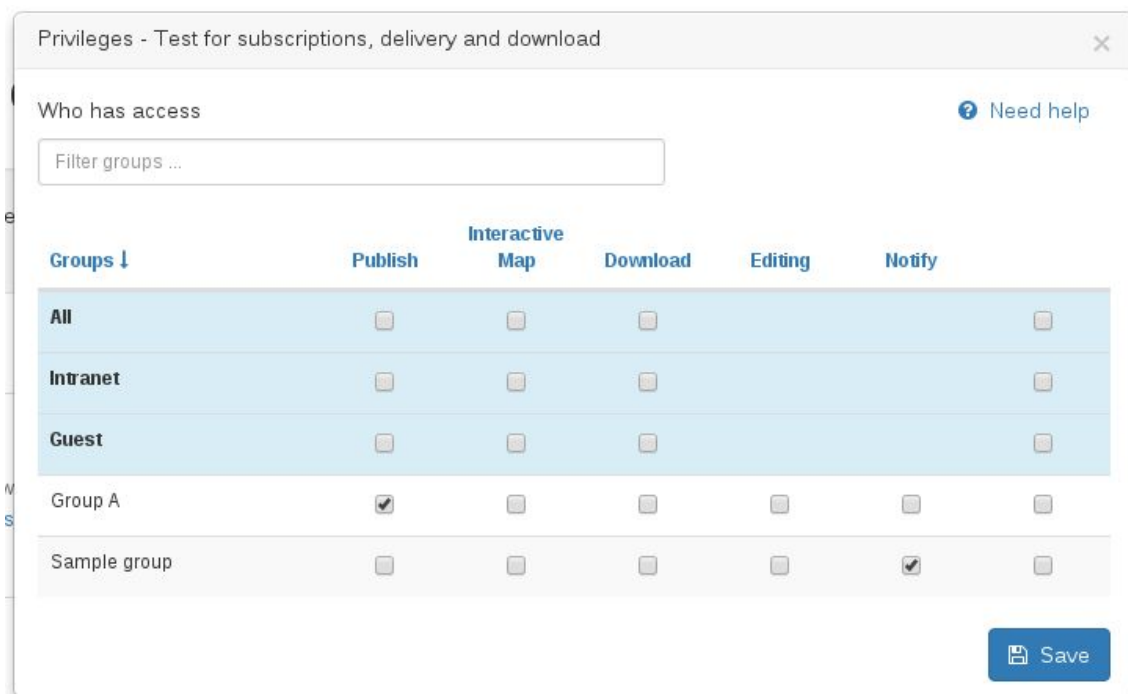 Privileges - Test for subscriptions, delivery and download ×
Who has access
Need help
Filter groups ...
Groups Publish Interactive Map Download Editing Notify
All
Intranet
Guest
Group A
Sample group
Save